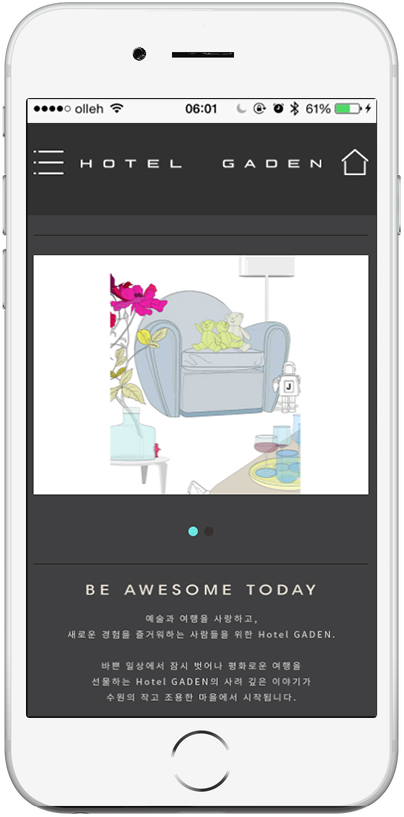 olleh 06:01 61%
HOTEL GADEN
J
BE AWESOME TODAY
예술과 여행을 사랑하고,
새로운 경험을 즐거워하는 사람들을 위한 Hotel GADEN.
바쁜 일상에서 잠시 벗어나 평화로운 여행을
선물하는 Hotel GADEN의 사려 깊은 이야기가
수원의 작고 조용한 마을에서 시작됩니다.